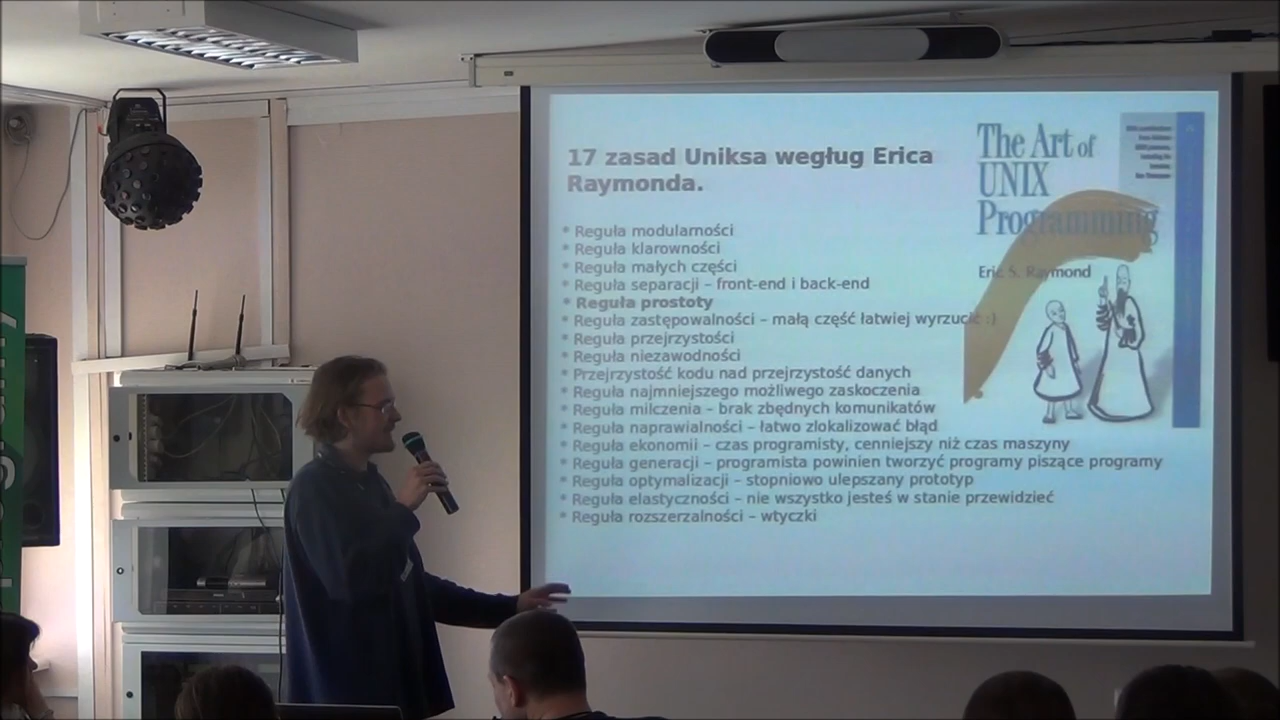 17 zasad Uniksa wegług Erica
Raymonda.
* Reguła modularności
* Reguła klarowności
* Reguła małych części
* Reguła separacji – front-end i back-end
* Reguła prostoty
* Reguła zastępowalności – małą część łatwiej wyrzucić :)
* Reguła przejrzystości
* Reguła niezawodności
* Przejrzystość kodu nad przejrzystość danych
* Reguła najmniejszego możliwego zaskoczenia
* Reguła milczenia – brak zbędnych komunikatów
* Reguła naprawialności – łatwo zlokalizować błąd
* Reguła ekonomii – czas programisty, cenniejszy niż czas maszyny
* Reguła generacji – programista powinien tworzyć programy piszące programy
* Reguła optymalizacji – stopniowo ulepszany prototyp
* Reguła elastyczności – nie wszystko jesteś w stanie przewidzieć
* Reguła rozszerzalności – wtyczki
The Art of
UNIX
Programming
Eric S. Raymond